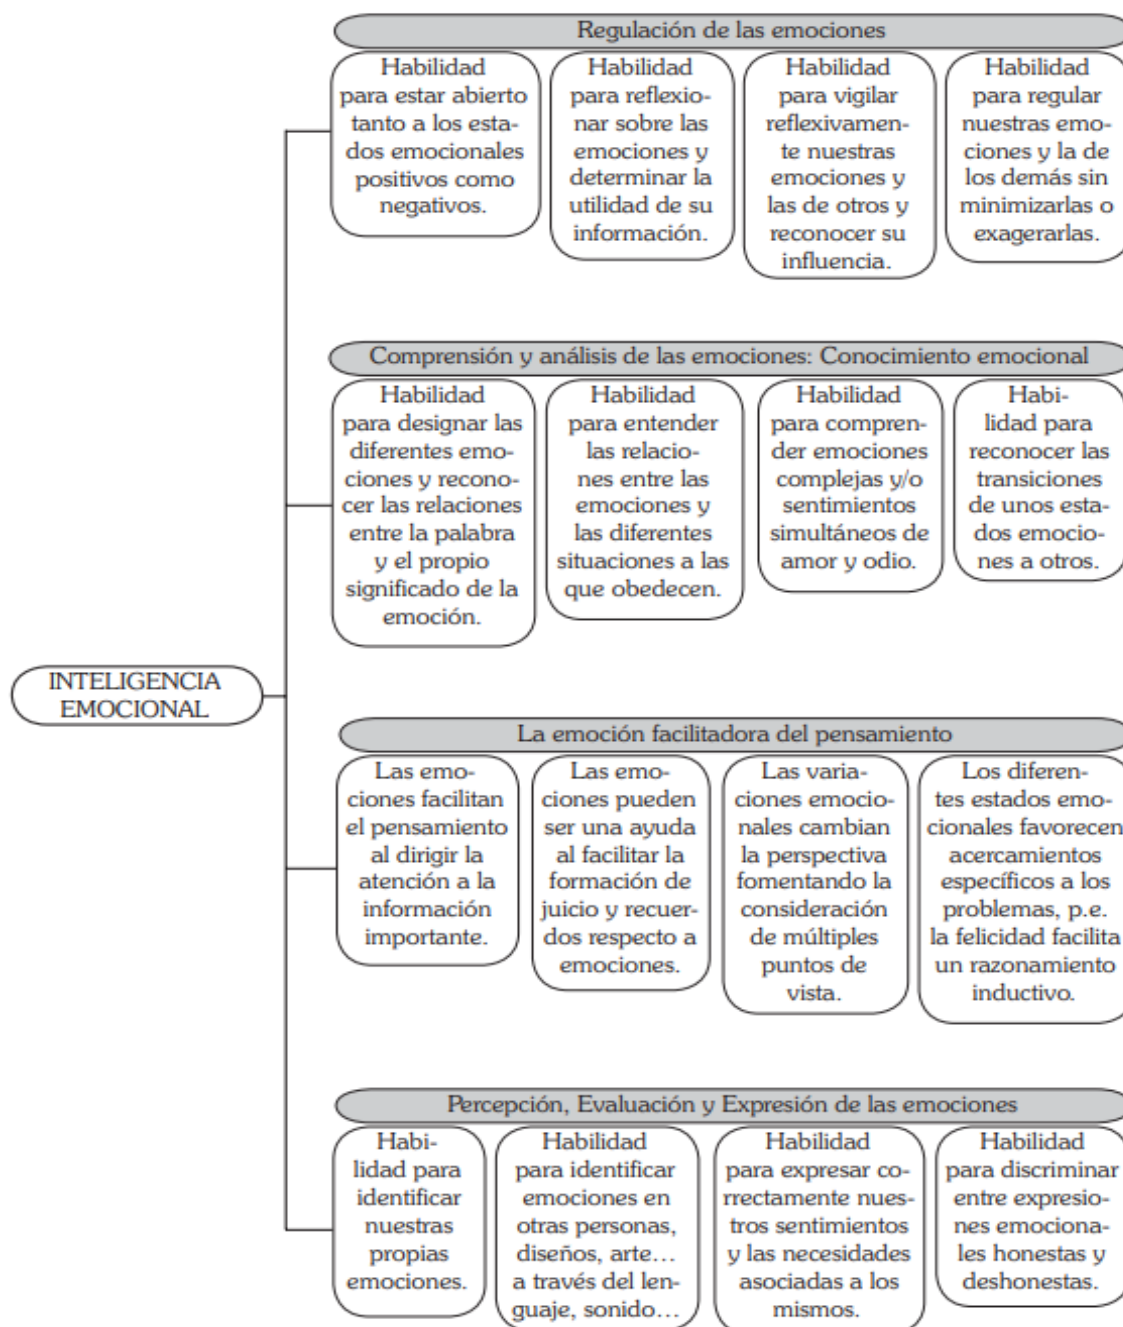 Regulación de las emociones
Habilidad
para estar abierto
tanto a los esta-
dos emocionales
positivos como
negativos.
Habilidad
para reflexio-
nar sobre las
emociones y
determinar la
utilidad de su
información.
Habilidad
para vigilar
reflexivamen-
te nuestras
emociones y
las de otros y
reconocer su
influencia.
Habilidad
para regular
nuestras emo-
ciones y la de
los demás sin
minimizarlas o
exagerarlas.
Comprensión y análisis de las emociones: Conocimiento emocional
Habilidad
para designar las
diferentes emo-
ciones y recono-
cer las relaciones
entre la palabra
y el propio
significado de la
emoción.
Habilidad
para entender
las relacio-
nes entre las
emociones y
las diferentes
situaciones a las
que obedecen.
Habilidad
para compren-
der emociones
complejas y/o
sentimientos
simultáneos de
amor y odio.
Habi-
lidad para
reconocer las
transiciones
de unos esta-
dos emocio-
nes a otros.
INTELIGENCIA
EMOCIONAL
La emoción facilitadora del pensamiento
Las emo-
ciones facilitan
el pensamiento
al dirigir la
atención a la
información
importante.
Las emo-
ciones pueden
ser una ayuda
al facilitar la
formación de
juicio y recuer-
dos respecto a
emociones.
Las varia-
ciones emocio-
nales cambian
la perspectiva
fomentando la
consideración
de múltiples
puntos de
vista.
Los diferen-
tes estados emo-
cionales favorecen
acercamientos
específicos a los
problemas, p.e.
la felicidad facilita
un razonamiento
inductivo.
Percepción, Evaluación y Expresión de las emociones
Habi-
lidad para
identificar
nuestras
propias
emociones.
Habilidad
para identificar
emociones en
otras personas,
diseños, arte…
a través del len-
guaje, sonido…
Habilidad
para expresar co-
rrectamente nues-
tros sentimientos
y las necesidades
asociadas a los
mismos.
Habilidad
para discriminar
entre expresio-
nes emociona-
les honestas y
deshonestas.